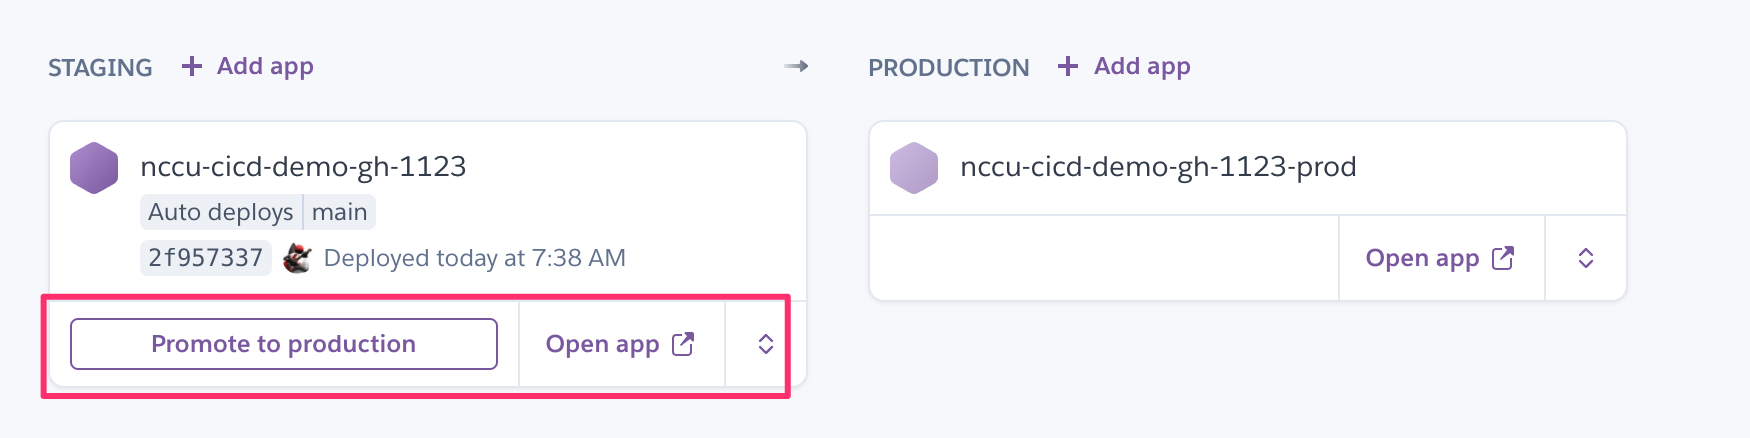 STAGING + Add app
nccu-cicd-demo-gh-1123
Auto deploys main
2f957337 Deployed today at 7:38 AM
Promote to production Open app
PRODUCTION + Add app
nccu-cicd-demo-gh-1123-prod
Open app